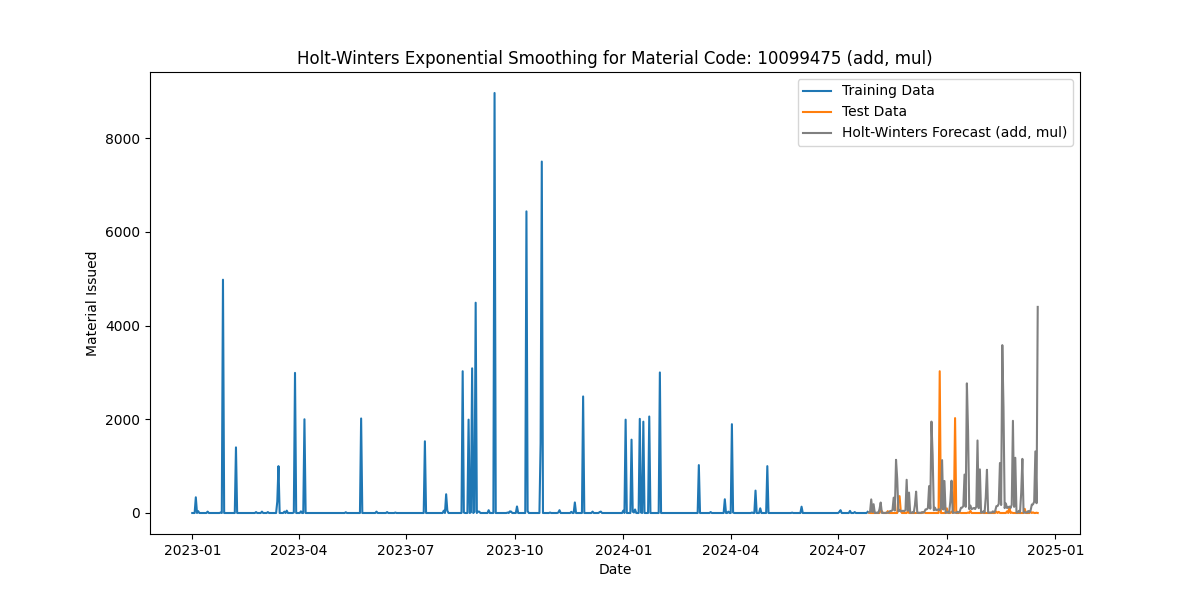 Holt-Winters Exponential Smoothing for Material Code: 10099475 (add, mul)
Training Data
Test Data
Holt-Winters Forecast (add, mul)
Material Issued
8000
6000
4000
2000
0
2023-01 2023-04 2023-07 2023-10 2024-01 2024-04 2024-07 2024-10 2025-01
Date